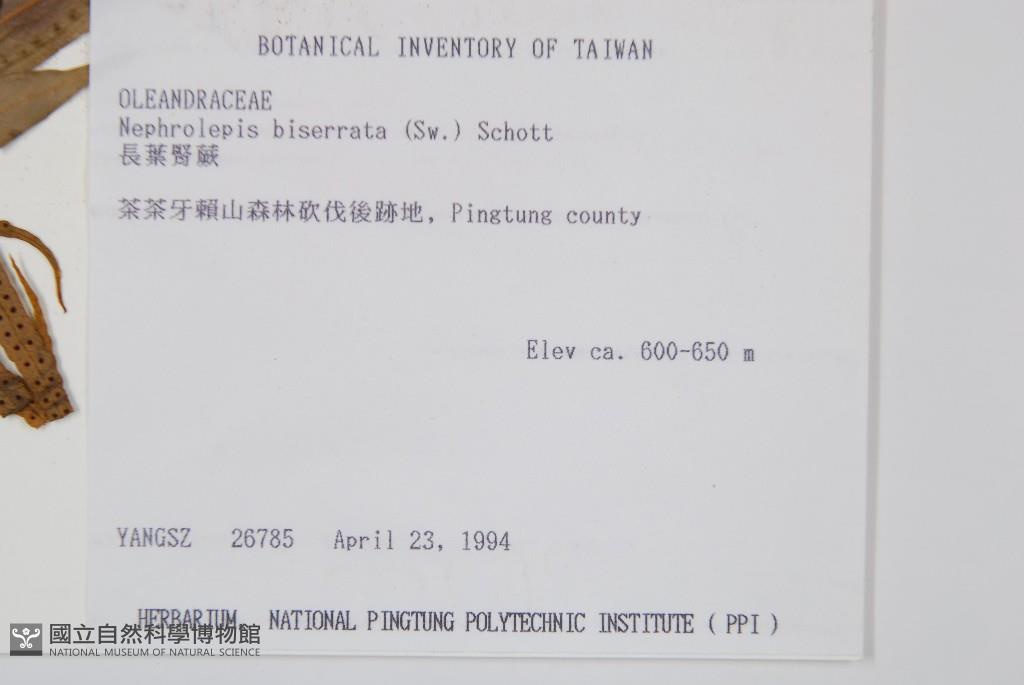 BOTANICAL INVENTORY OF TAIWAN
OLEANDRACEAE
Nephrolepis biserrata (Sw.) Schott
長葉腎蕨
茶茶牙賴山森林砍伐後跡地, Pingtung county
Elev ca. 600-650 m
YANGSZ 26785 April 23, 1994
HERBARIUM, NATIONAL PINGTUNG POLYTECHNIC INSTITUTE ( PPI )
國立自然科學博物館
NATIONAL MUSEUM OF NATURAL SCIENCE